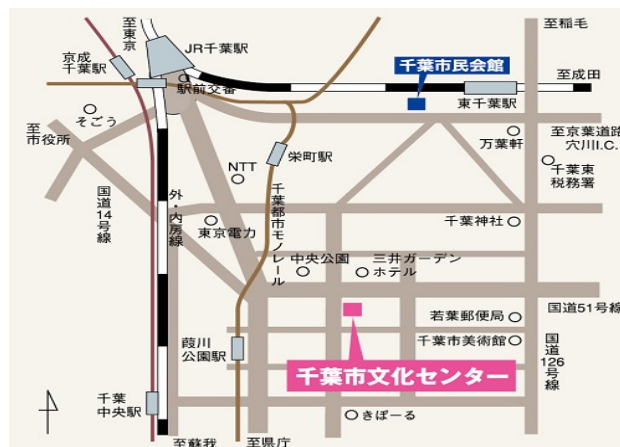 至東京
JR千葉駅
至稲毛
京成
千葉駅
千葉市民会館
至成田
駅前交番
東千葉駅
そごう
至
市役所
万葉軒
至京葉道路
穴川I.C.
栄町駅
NTT
千葉東
税務署
国道14号線
外・内房線
千葉都市モノレール
千葉神社
東京電力
中央公園
三井ガーデン
ホテル
国道51号線
若葉郵便局
葭川
公園駅
千葉市美術館
国道126号線
千葉市文化センター
千葉
中央駅
きぼーる
至蘇我
至県庁